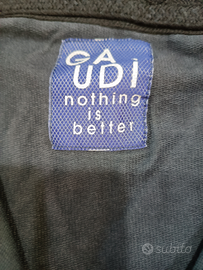 GA
UDI
nothing
is
better
subito